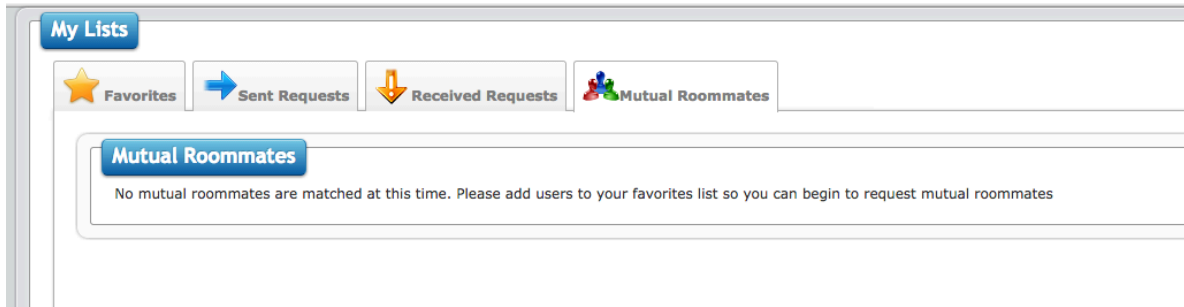 My Lists
Favorites
Sent Requests
Received Requests
Mutual Roommates
Mutual Roommates
No mutual roommates are matched at this time. Please add users to your favorites list so you can begin to request mutual roommates